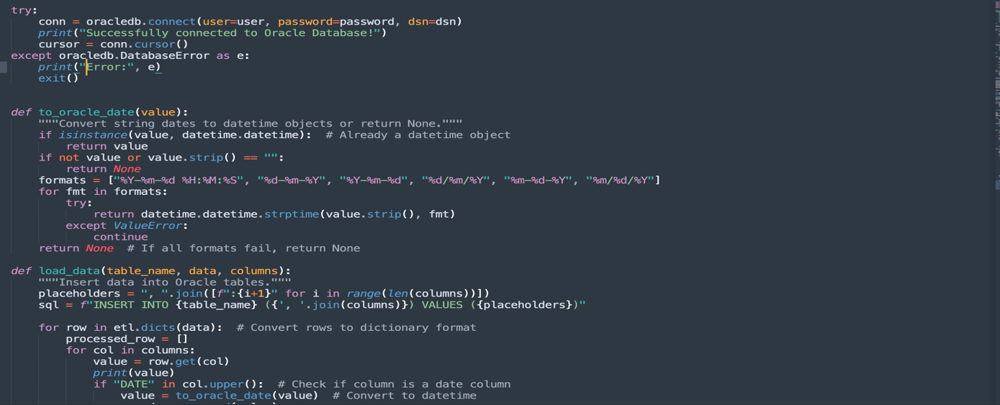 try:
    conn = oracledb.connect(user=user, password=password, dsn=dsn)
    print("Successfully connected to Oracle Database!")
    cursor = conn.cursor()
except oracledb.DatabaseError as e:
    print("Error:", e)
    exit()

def to_oracle_date(value):
    """Convert string dates to datetime objects or return None."""
    if isinstance(value, datetime.datetime):  # Already a datetime object
        return value
    if not value or value.strip() == "":
        return None
    formats = ["%Y-%m-%d %H:%M:%S", "%d-%m-%Y", "%Y-%m-%d", "%d/%m/%Y", "%m-%d-%Y", "%m/%d/%Y"]
    for fmt in formats:
        try:
            return datetime.datetime.strptime(value.strip(), fmt)
        except ValueError:
            continue
    return None  # If all formats fail, return None

def load_data(table_name, data, columns):
    """Insert data into Oracle tables."""
    placeholders = ", ".join([f":{i+1}" for i in range(len(columns))])
    sql = f"INSERT INTO {table_name} ({', '.join(columns)}) VALUES ({placeholders})"

    for row in etl.dicts(data):  # Convert rows to dictionary format
        processed_row = []
        for col in columns:
            value = row.get(col)
            print(value)
            if "DATE" in col.upper():  # Check if column is a date column
                value = to_oracle_date(value)  # Convert to datetime